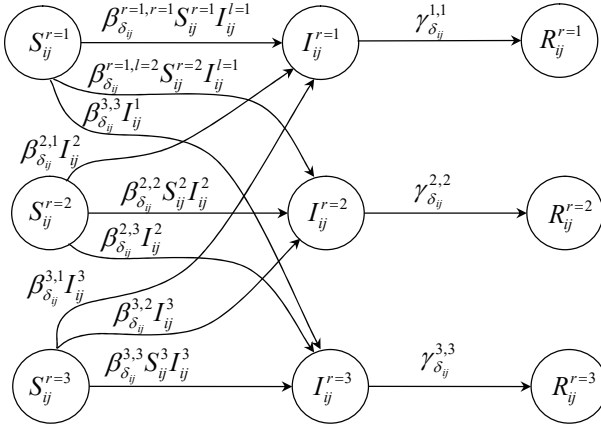 S_{ij}^{r=1} β_{δ_{ij}}^{r=1,r=1} S_{ij}^{r=1} I_{ij}^{l=1} I_{ij}^{r=1} γ_{δ_{ij}}^{1,1} R_{ij}^{r=1}
β_{δ_{ij}}^{r=1,l=2} S_{ij}^{r=2} I_{ij}^{l=1}
β_{δ_{ij}}^{3,3} I_{ij}^{1}
β_{δ_{ij}}^{2,1} I_{ij}^{2}
S_{ij}^{r=2} β_{δ_{ij}}^{2,2} S_{ij}^{2} I_{ij}^{2} I_{ij}^{r=2} γ_{δ_{ij}}^{2,2} R_{ij}^{r=2}
β_{δ_{ij}}^{2,3} I_{ij}^{2}
β_{δ_{ij}}^{3,1} I_{ij}^{3}
β_{δ_{ij}}^{3,2} I_{ij}^{3}
S_{ij}^{r=3} β_{δ_{ij}}^{3,3} S_{ij}^{3} I_{ij}^{3} I_{ij}^{r=3} γ_{δ_{ij}}^{3,3} R_{ij}^{r=3}